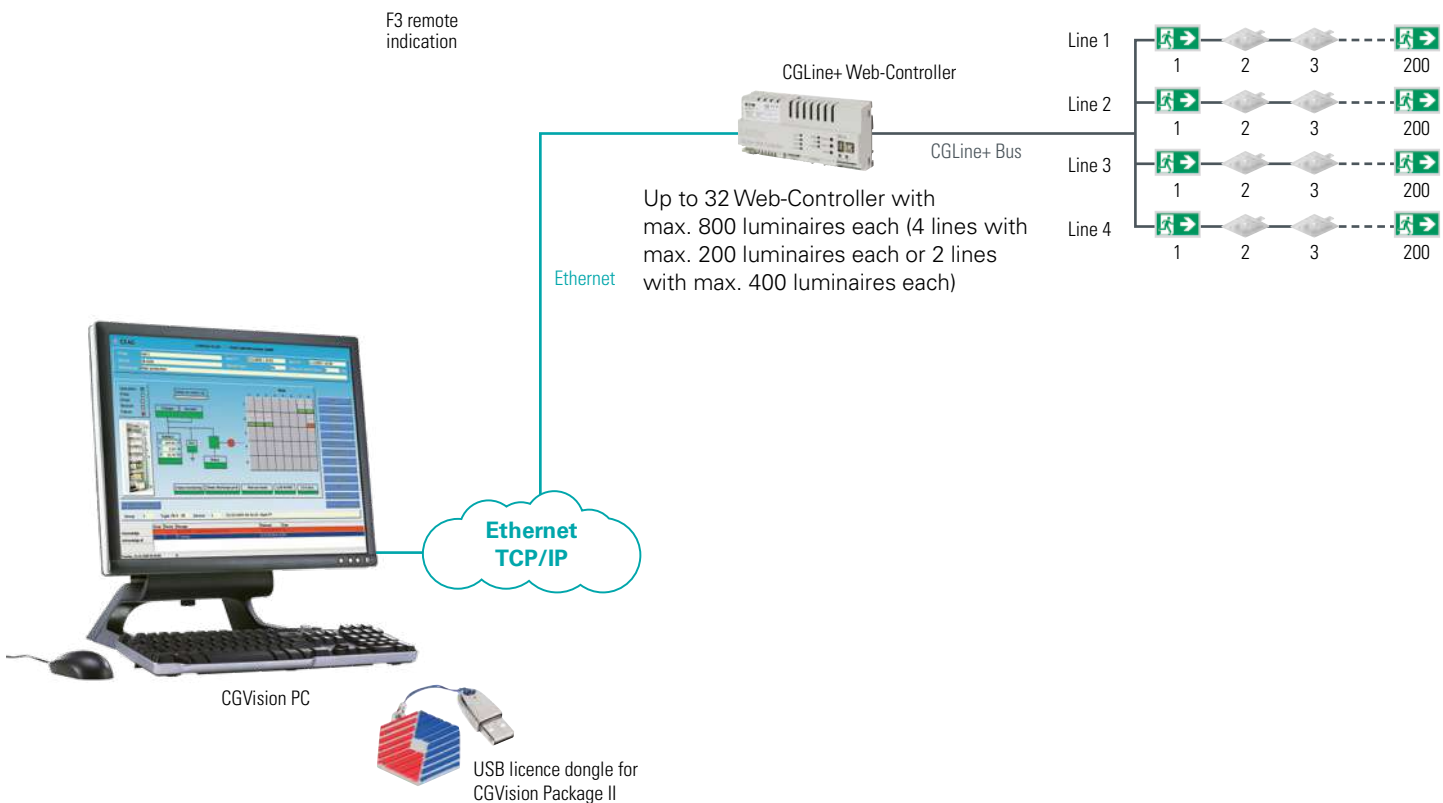 F3 remote
indication
CGLine+ Web-Controller
CGLine+ Bus
Line 1
1 2 3 200
Line 2
1 2 3 200
Line 3
1 2 3 200
Line 4
1 2 3 200
Up to 32 Web-Controller with
max. 800 luminaires each (4 lines with
max. 200 luminaires each or 2 lines
with max. 400 luminaires each)
Ethernet
Ethernet
TCP/IP
CGVision PC
USB licence dongle for
CGVision Package II